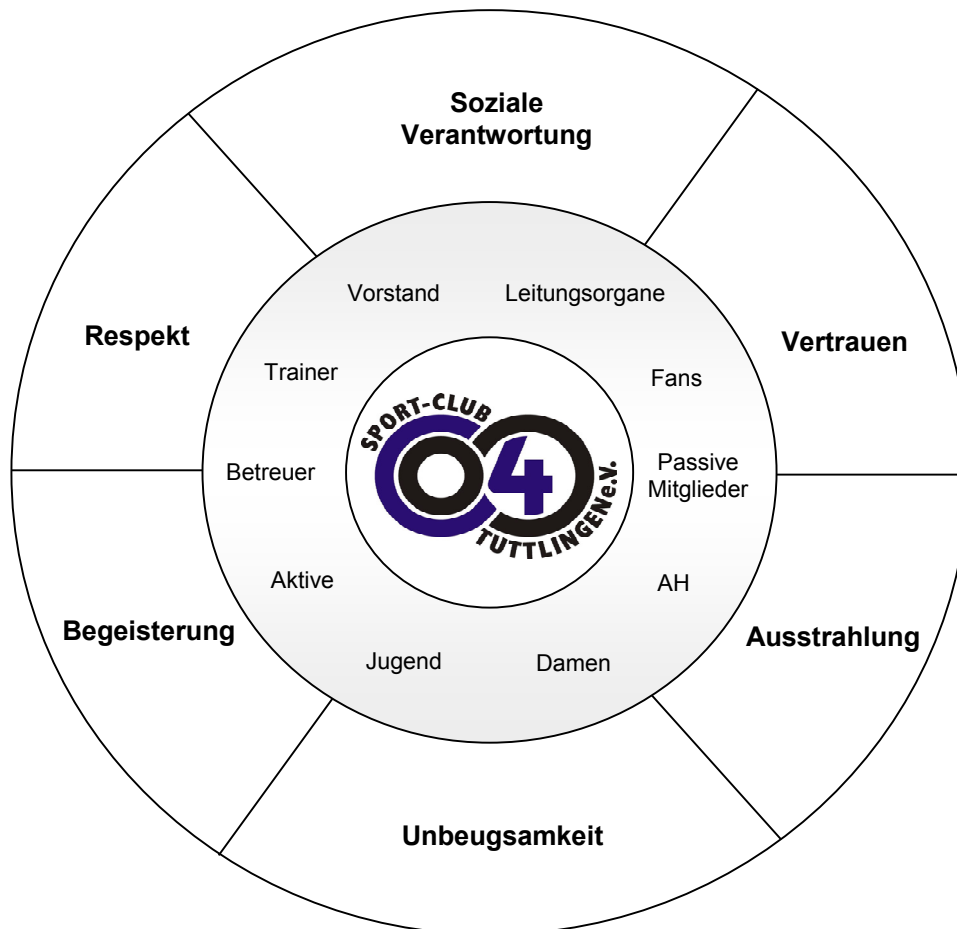 Soziale
Verantwortung
Vorstand
Leitungsorgane
Respekt
Vertrauen
Trainer
Fans
SPORT-CLUB
04
TUTTLINGEN e.V.
Betreuer
Passive
Mitglieder
Aktive
AH
Begeisterung
Ausstrahlung
Jugend
Damen
Unbeugsamkeit